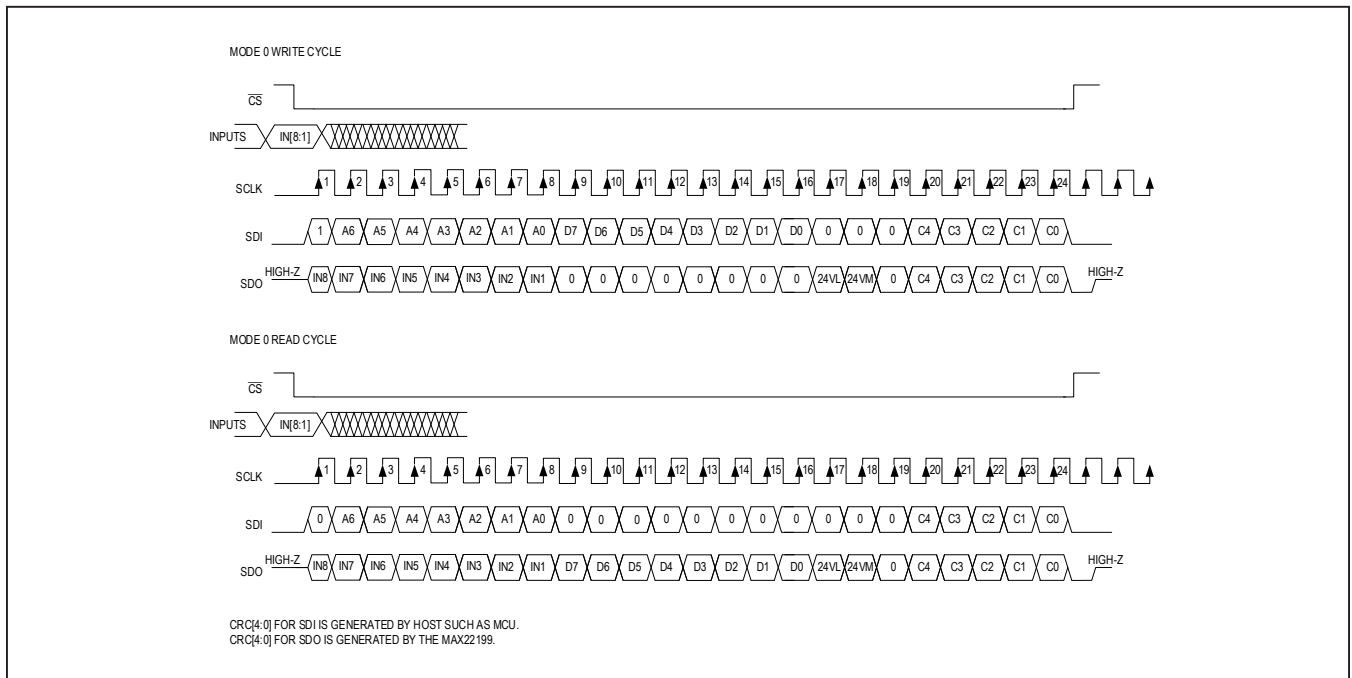 MODE 0 WRITE CYCLE
CS
INPUTS IN[8:1]
SCLK 1 2 3 4 5 6 7 8 9 10 11 12 13 14 15 16 17 18 19 20 21 22 23 24
SDI 1 A6 A5 A4 A3 A2 A1 A0 D7 D6 D5 D4 D3 D2 D1 D0 0 0 0 C4 C3 C2 C1 C0
SDO HIGH-Z IN8 IN7 IN6 IN5 IN4 IN3 IN2 IN1 0 0 0 0 0 0 0 0 24VL 24VM 0 C4 C3 C2 C1 C0 HIGH-Z
MODE 0 READ CYCLE
CS
INPUTS IN[8:1]
SCLK 1 2 3 4 5 6 7 8 9 10 11 12 13 14 15 16 17 18 19 20 21 22 23 24
SDI 0 A6 A5 A4 A3 A2 A1 A0 0 0 0 0 0 0 0 0 0 0 0 C4 C3 C2 C1 C0
SDO HIGH-Z IN8 IN7 IN6 IN5 IN4 IN3 IN2 IN1 D7 D6 D5 D4 D3 D2 D1 D0 24VL 24VM 0 C4 C3 C2 C1 C0 HIGH-Z
CRC[4:0] FOR SDI IS GENERATED BY HOST SUCH AS MCU.
CRC[4:0] FOR SDO IS GENERATED BY THE MAX22199.